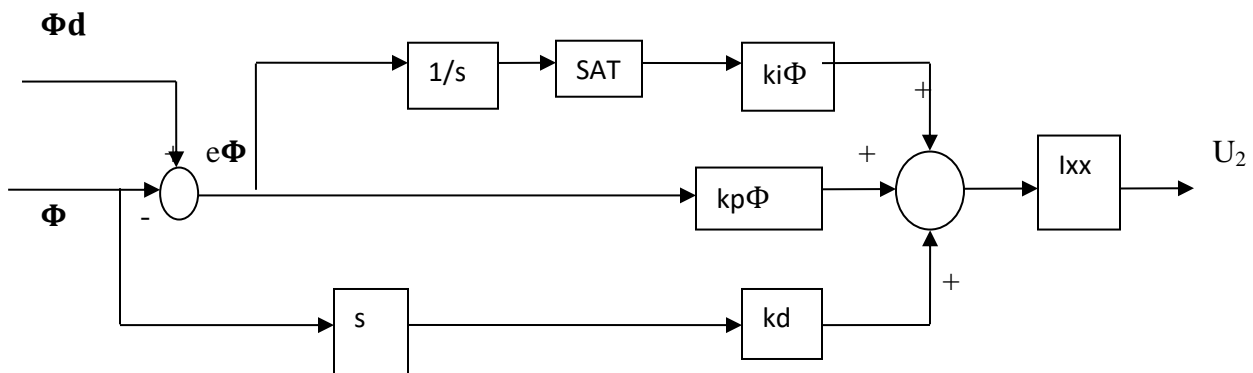 Φd
1/s
SAT
kiΦ
+
+
eΦ
+
Φ
-
kpΦ
Ixx
U₂
s
kd
+